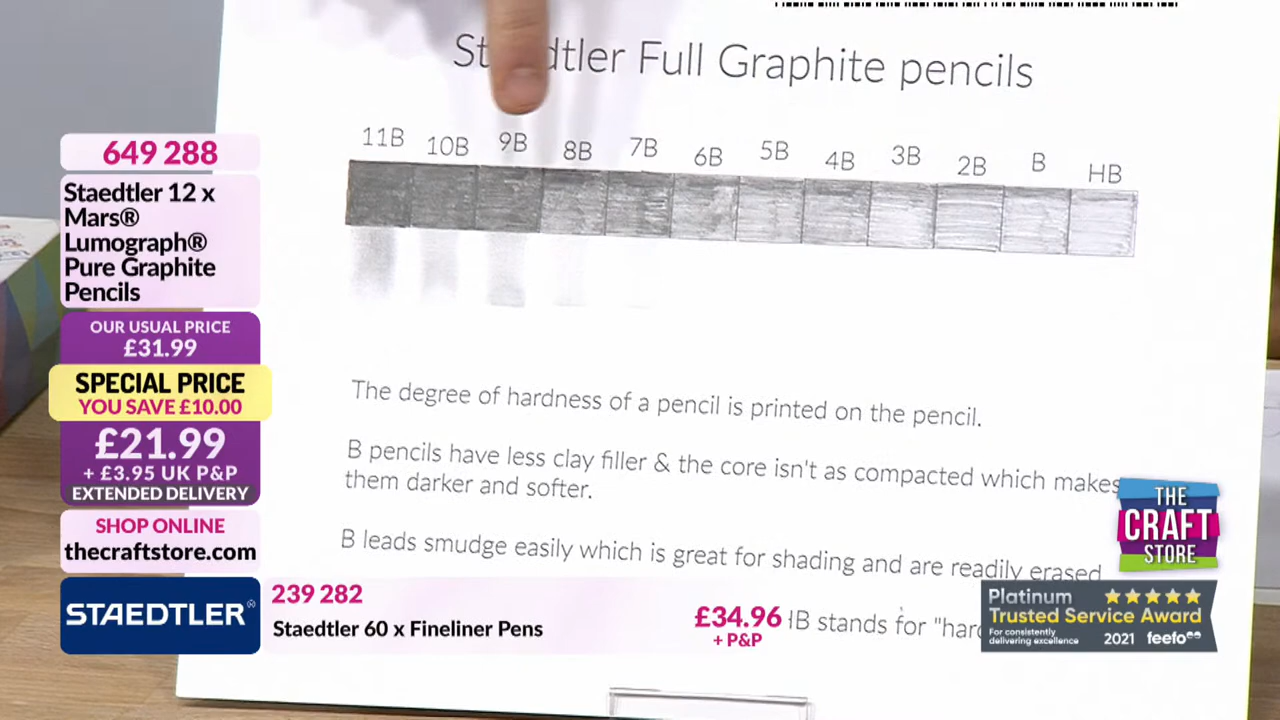 Staedtler Full Graphite pencils
11B 10B 9B 8B 7B 6B 5B 4B 3B 2B B HB
The degree of hardness of a pencil is printed on the pencil.
B pencils have less clay filler & the core isn't as compacted which makes
them darker and softer.
B leads smudge easily which is great for shading and are readily erased
HB stands for "hard
649 288
Staedtler 12 x
Mars®
Lumograph®
Pure Graphite
Pencils
OUR USUAL PRICE
£31.99
SPECIAL PRICE
YOU SAVE £10.00
£21.99
+ £3.95 UK P&P
EXTENDED DELIVERY
SHOP ONLINE
thecraftstore.com
STAEDTLER®
239 282
Staedtler 60 x Fineliner Pens
£34.96
+ P&P
THE
CRAFT
STORE
Platinum
Trusted Service Award
For consistently
delivering excellence
2021 feefo